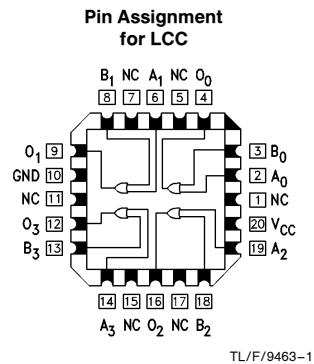 Pin Assignment
for LCC
B1 NC A1 NC O0
8 7 6 5 4
O1 9
GND 10
NC 11
O3 12
B3 13
3 B0
2 A0
1 NC
20 VCC
19 A2
14 15 16 17 18
A3 NC O2 NC B2
TL/F/9463–1